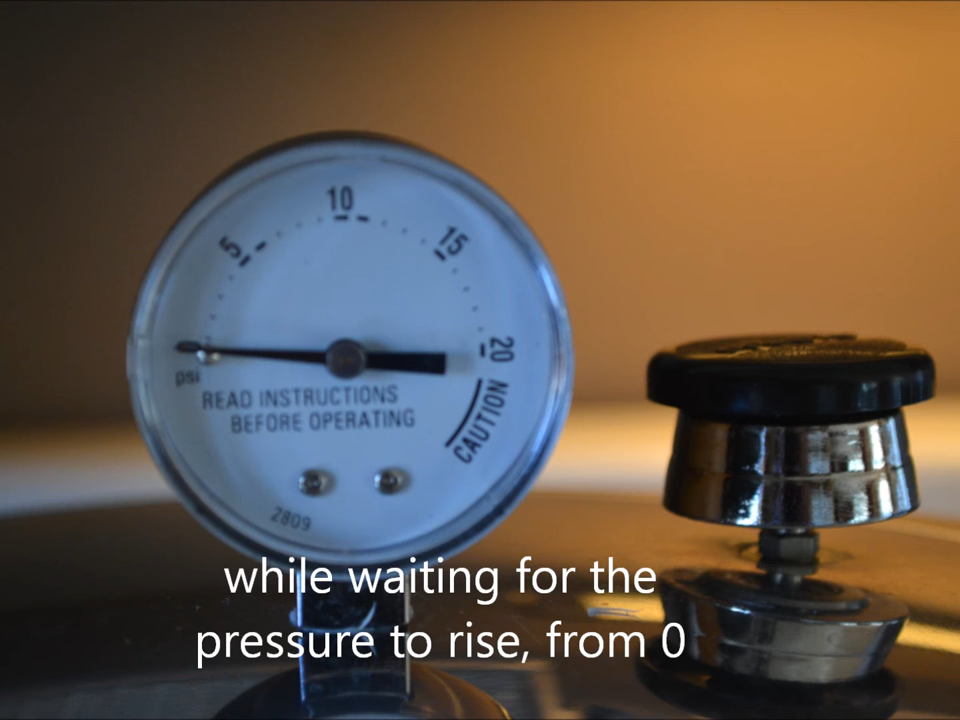 10
5
15
20
psi
READ INSTRUCTIONS
BEFORE OPERATING
CAUTION
2809
while waiting for the
pressure to rise, from 0